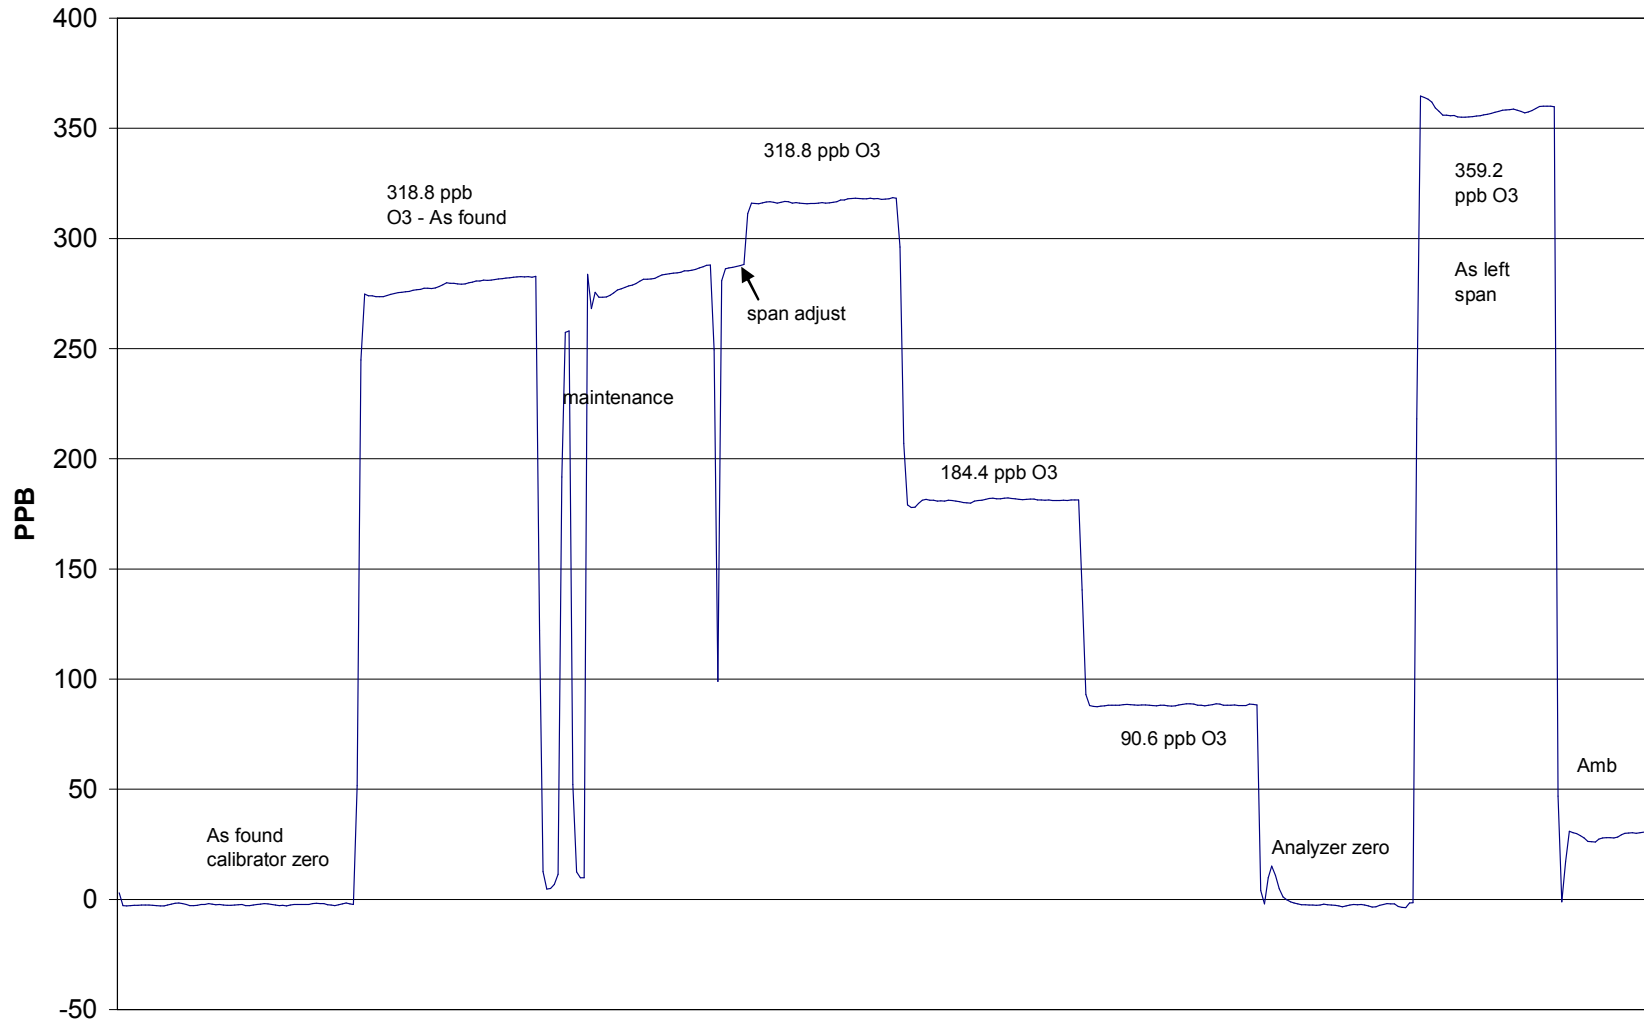 400
350
300
250
200
150
100
50
0
-50
PPB
As found
calibrator zero
318.8 ppb
O3 - As found
maintenance
span adjust
318.8 ppb O3
184.4 ppb O3
90.6 ppb O3
Analyzer zero
359.2
ppb O3
As left
span
Amb